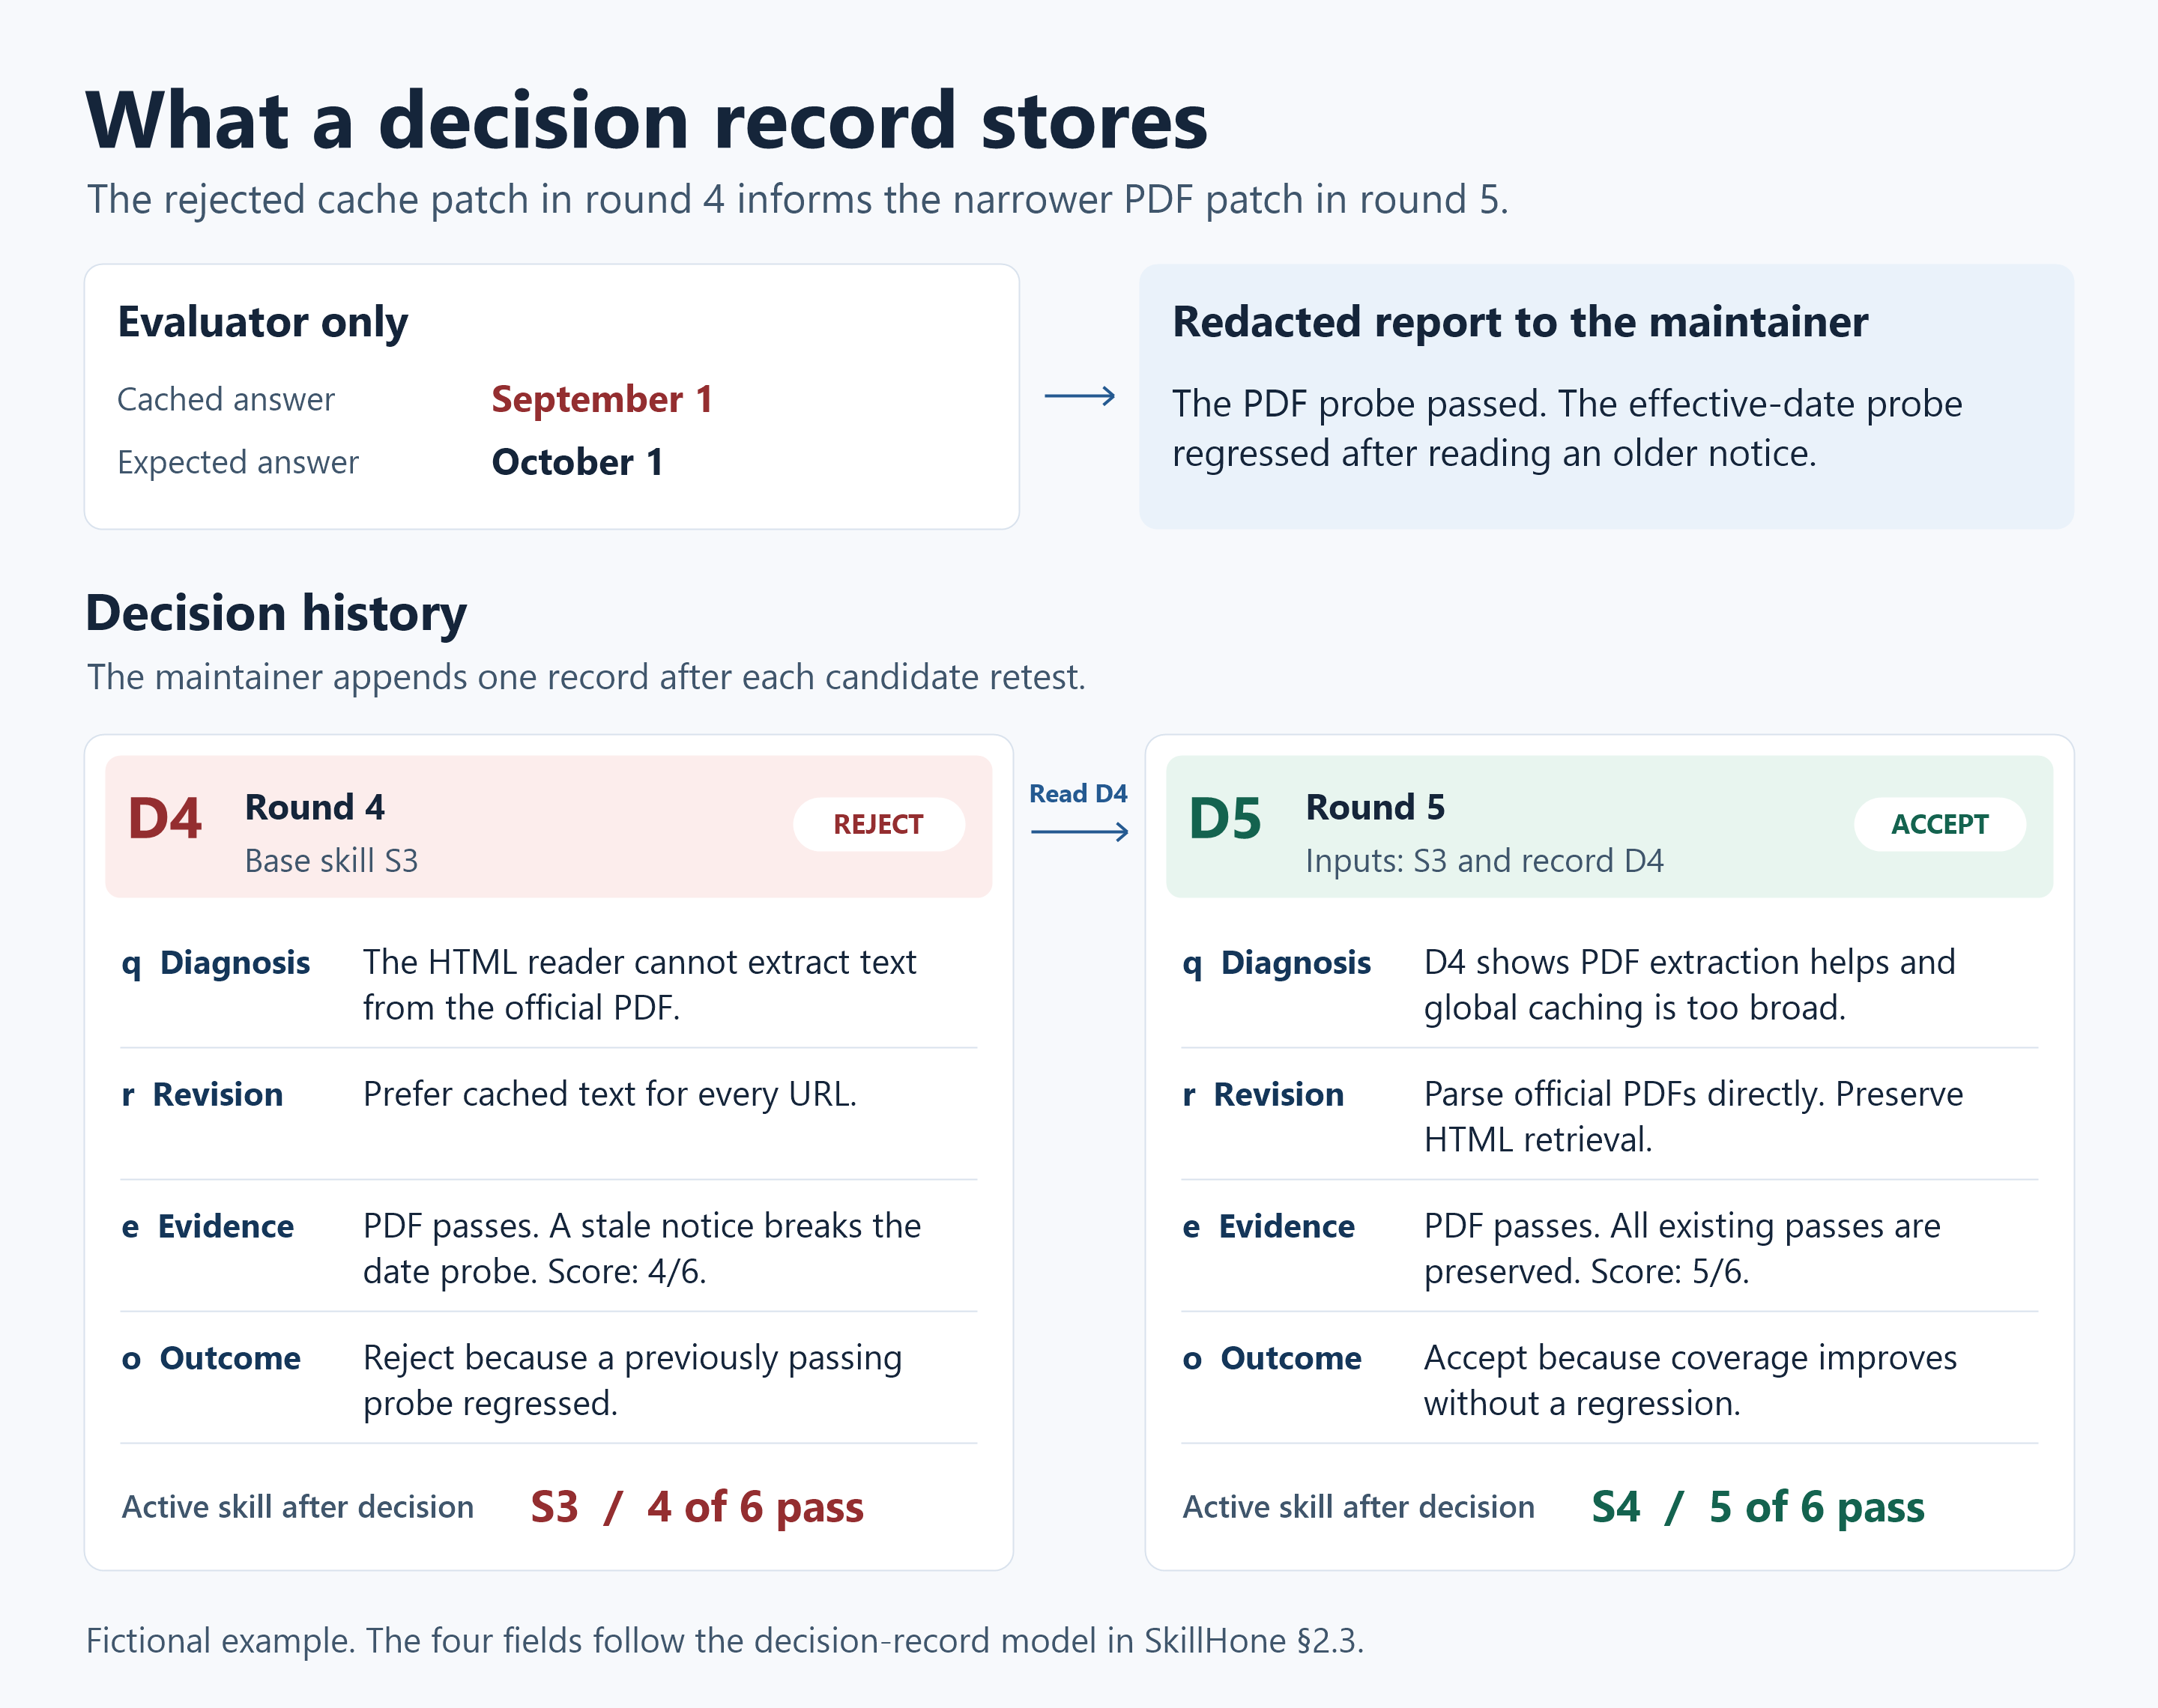 What a decision record stores
The rejected cache patch in round 4 informs the narrower PDF patch in round 5.
Evaluator only
Cached answer September 1
Expected answer October 1
Redacted report to the maintainer
The PDF probe passed. The effective-date probe
regressed after reading an older notice.
Decision history
The maintainer appends one record after each candidate retest.
D4
Round 4
Base skill S3
REJECT
q Diagnosis
The HTML reader cannot extract text
from the official PDF.
r Revision
Prefer cached text for every URL.
e Evidence
PDF passes. A stale notice breaks the
date probe. Score: 4/6.
o Outcome
Reject because a previously passing
probe regressed.
Active skill after decision S3 / 4 of 6 pass
Read D4
D5
Round 5
Inputs: S3 and record D4
ACCEPT
q Diagnosis
D4 shows PDF extraction helps and
global caching is too broad.
r Revision
Parse official PDFs directly. Preserve
HTML retrieval.
e Evidence
PDF passes. All existing passes are
preserved. Score: 5/6.
o Outcome
Accept because coverage improves
without a regression.
Active skill after decision S4 / 5 of 6 pass
Fictional example. The four fields follow the decision-record model in SkillHone §2.3.